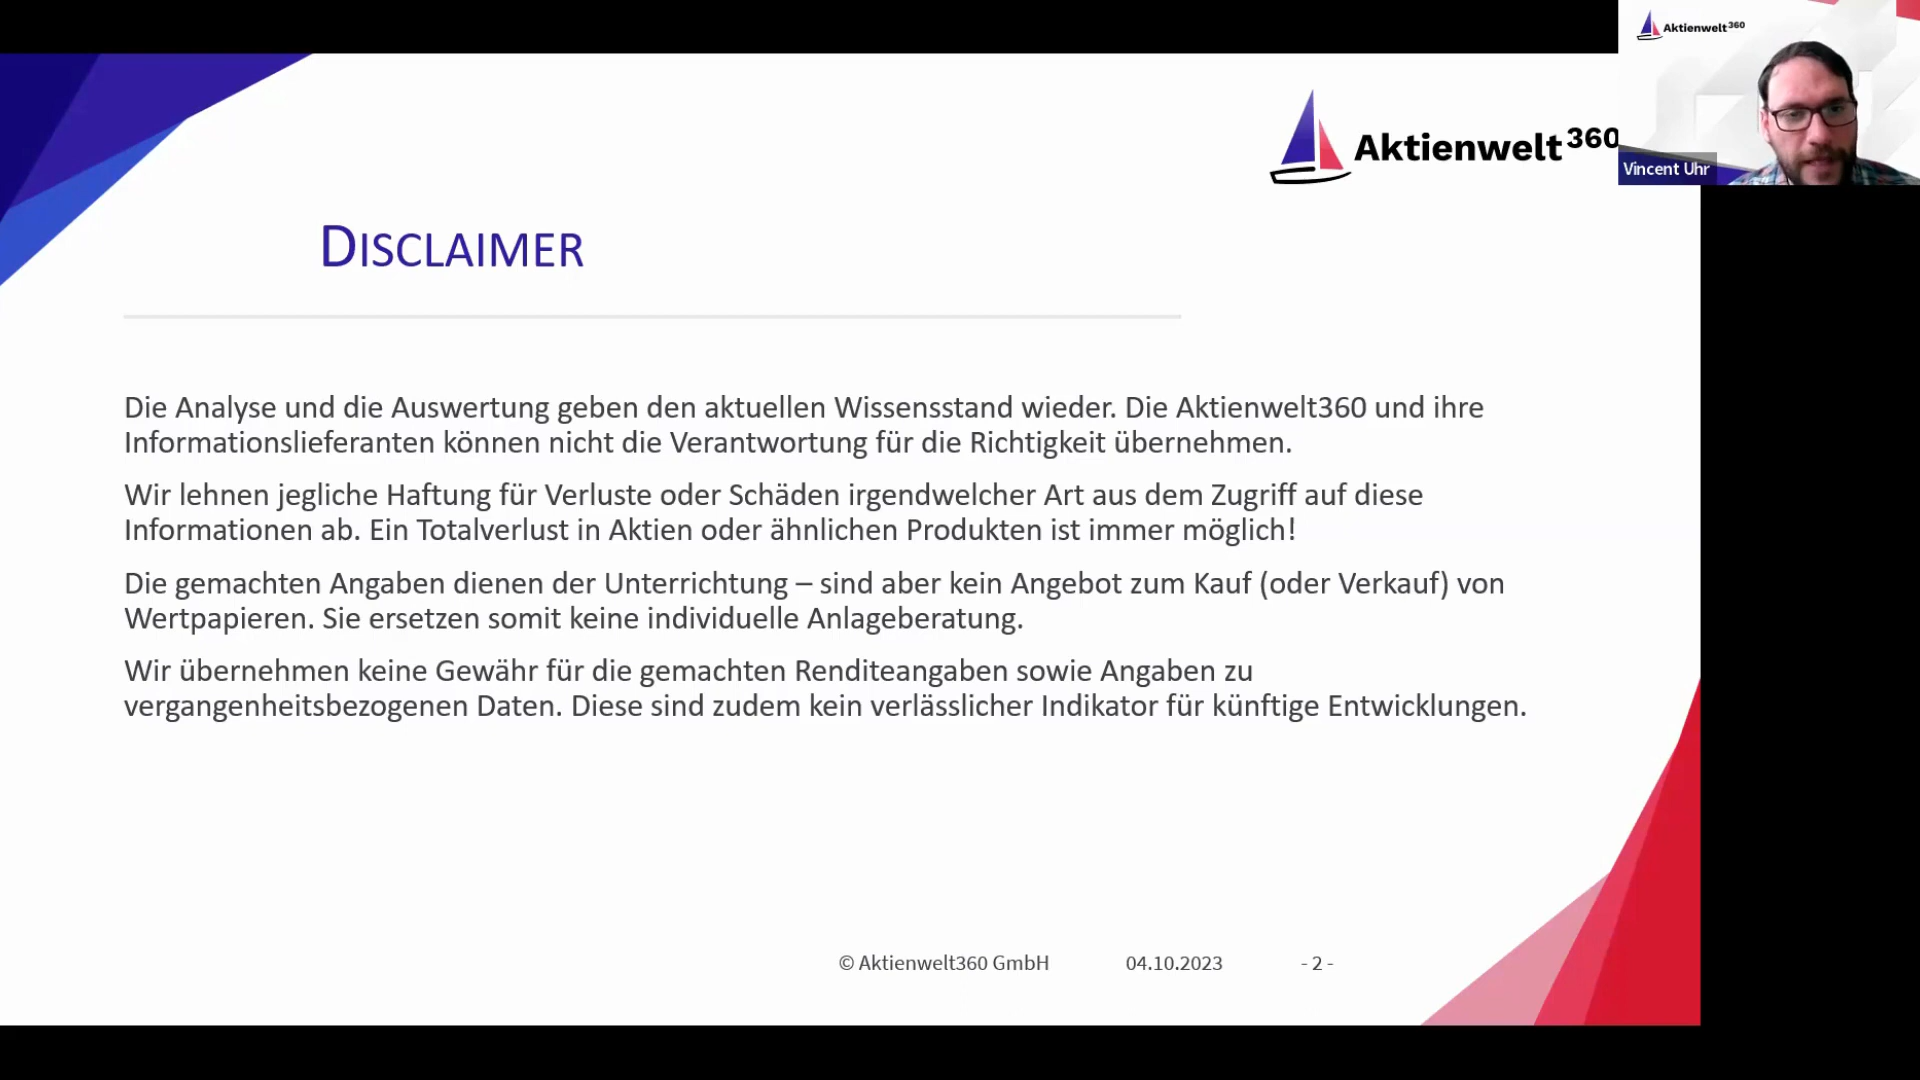 Aktienwelt360
Aktienwelt360
Vincent Uhr
DISCLAIMER
Die Analyse und die Auswertung geben den aktuellen Wissensstand wieder. Die Aktienwelt360 und ihre
Informationslieferanten können nicht die Verantwortung für die Richtigkeit übernehmen.
Wir lehnen jegliche Haftung für Verluste oder Schäden irgendwelcher Art aus dem Zugriff auf diese
Informationen ab. Ein Totalverlust in Aktien oder ähnlichen Produkten ist immer möglich!
Die gemachten Angaben dienen der Unterrichtung – sind aber kein Angebot zum Kauf (oder Verkauf) von
Wertpapieren. Sie ersetzen somit keine individuelle Anlageberatung.
Wir übernehmen keine Gewähr für die gemachten Renditeangaben sowie Angaben zu
vergangenheitsbezogenen Daten. Diese sind zudem kein verlässlicher Indikator für künftige Entwicklungen.
© Aktienwelt360 GmbH 04.10.2023 - 2 -